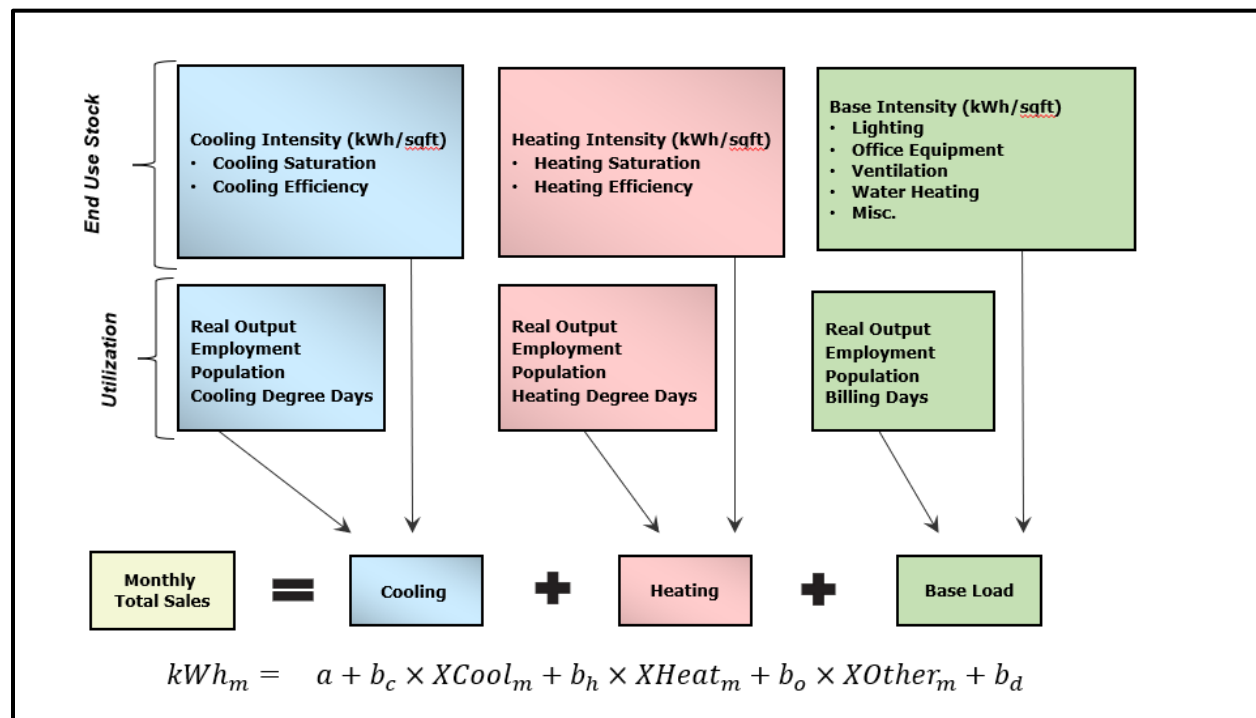 End Use Stock
Cooling Intensity (kWh/sqft)
• Cooling Saturation
• Cooling Efficiency
Heating Intensity (kWh/sqft)
• Heating Saturation
• Heating Efficiency
Base Intensity (kWh/sqft)
• Lighting
• Office Equipment
• Ventilation
• Water Heating
• Misc.
Utilization
Real Output
Employment
Population
Cooling Degree Days
Real Output
Employment
Population
Heating Degree Days
Real Output
Employment
Population
Billing Days
Monthly
Total Sales
=
Cooling
+
Heating
+
Base Load
kWh_m = a + b_c × XCool_m + b_h × XHeat_m + b_o × XOther_m + b_d